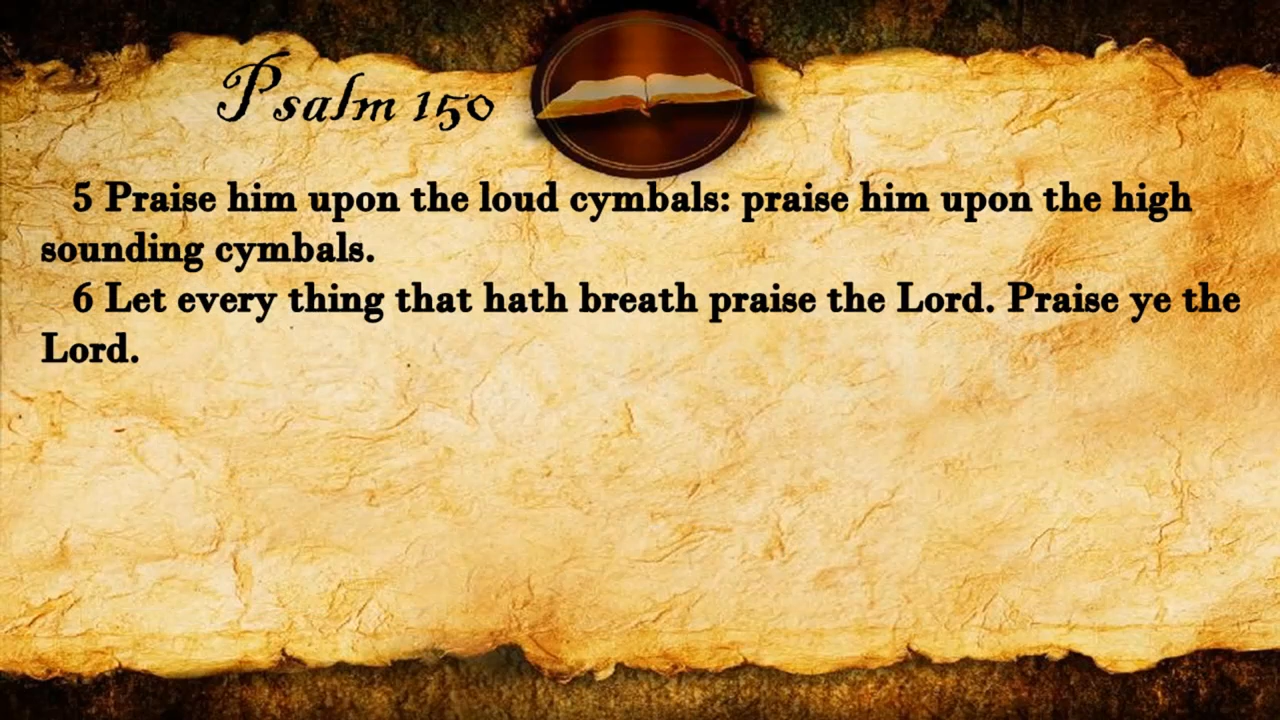 Psalm 150
5 Praise him upon the loud cymbals: praise him upon the high
sounding cymbals.
6 Let every thing that hath breath praise the Lord. Praise ye the
Lord.